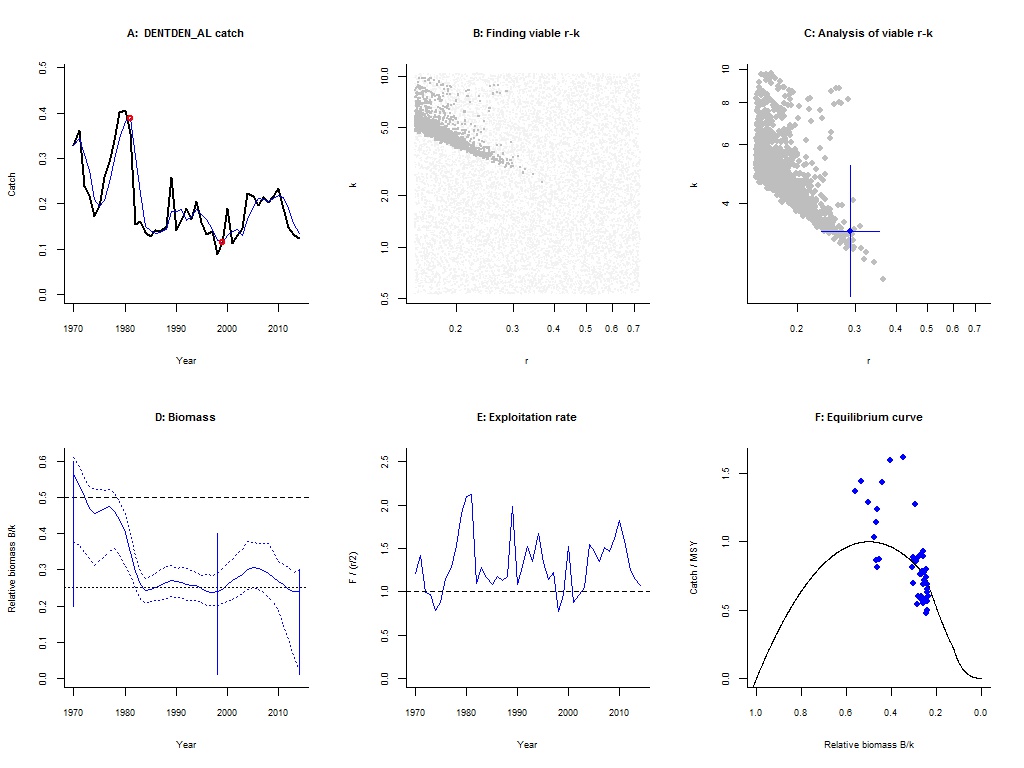 A: DENTDEN_AL catch
Catch
0.5
0.4
0.3
0.2
0.1
0.0
1970 1980 1990 2000 2010
Year
B: Finding viable r-k
k
10.0
5.0
2.0
1.0
0.5
0.2 0.3 0.4 0.5 0.6 0.7
r
C: Analysis of viable r-k
k
10
8
6
4
0.2 0.3 0.4 0.5 0.6 0.7
r
D: Biomass
Relative biomass B/k
0.6
0.5
0.4
0.3
0.2
0.1
0.0
1970 1980 1990 2000 2010
Year
E: Exploitation rate
F / (r/2)
2.5
2.0
1.5
1.0
0.5
0.0
1970 1980 1990 2000 2010
Year
F: Equilibrium curve
Catch / MSY
1.5
1.0
0.5
0.0
1.0 0.8 0.6 0.4 0.2 0.0
Relative biomass B/k